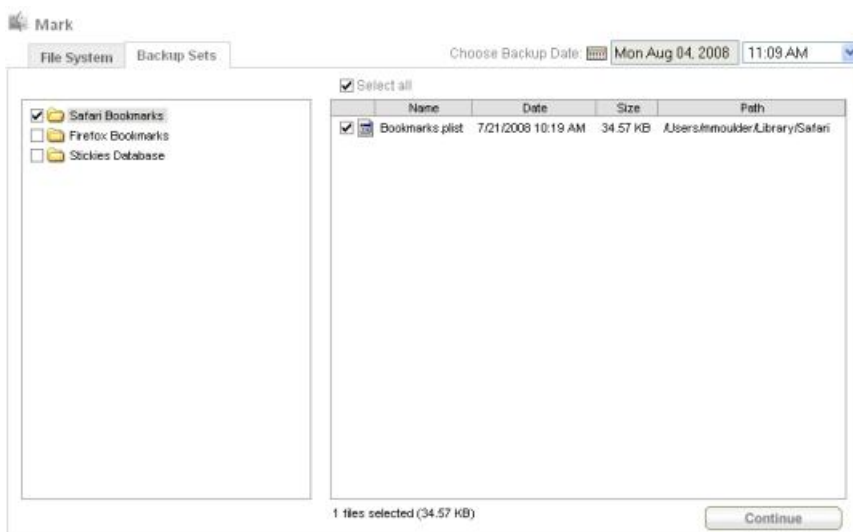 Mark
File System
Backup Sets
Choose Backup Date: Mon Aug 04, 2008 11:09 AM
Select all
Safari Bookmarks
Firefox Bookmarks
Stickies Database
Name Date Size Path
Bookmarks.plist 7/21/2008 10:19 AM 34.57 KB /Users/mmoulder/Library/Safari
1 files selected (34.57 KB)
Continue